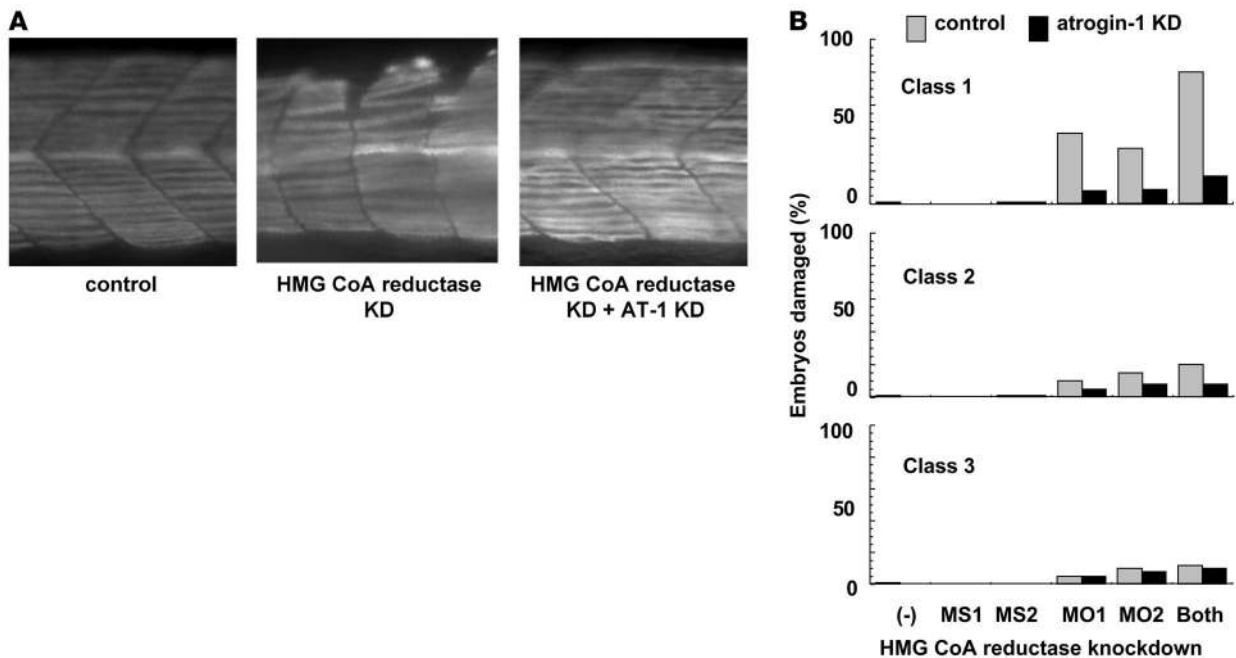 A
control
HMG CoA reductase
KD
HMG CoA reductase
KD + AT-1 KD
B
control
atrogin-1 KD
Embryos damaged (%)
100
50
0
Class 1
100
50
0
Class 2
100
50
0
Class 3
(-) MS1 MS2 MO1 MO2 Both
HMG CoA reductase knockdown